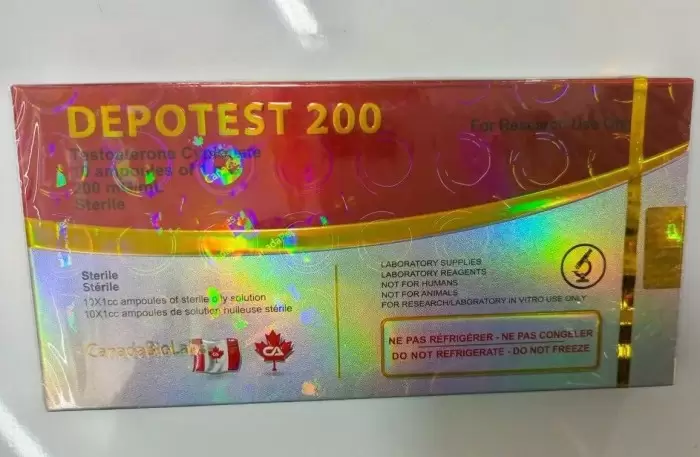 DEPOTEST 200
For Research Use Only
Testosterone Cypionate
10 ampoules of
200 mg/mL
Sterile
Sterile
Stérile
10X1cc ampoules of sterile oily solution
10X1cc ampoules de solution huileuse stérile
CanadaBioLabs
CA
LABORATORY SUPPLIES
LABORATORY REAGENTS
NOT FOR HUMANS
NOT FOR ANIMALS
FOR RESEARCH/LABORATORY IN VITRO USE ONLY
NE PAS RÉFRIGÉRER - NE PAS CONGELER
DO NOT REFRIGERATE - DO NOT FREEZE